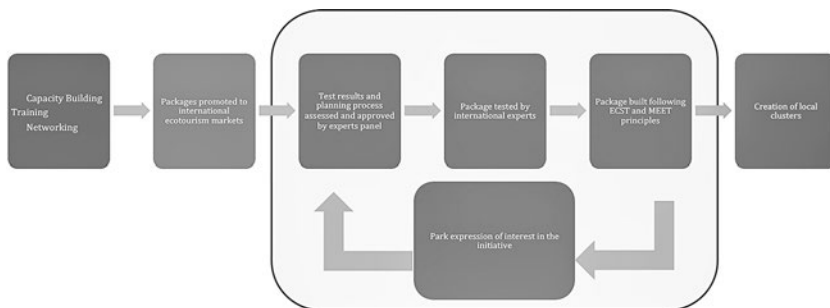 Capacity Building
Training
Networking
Packages promoted to
international
ecotourism markets
Test results and
planning process
assessed and approved
by experts panel
Package tested by
international experts
Package built following
ECST and MEET
principles
Creation of local
clusters
Park expression of interest in the
initiative